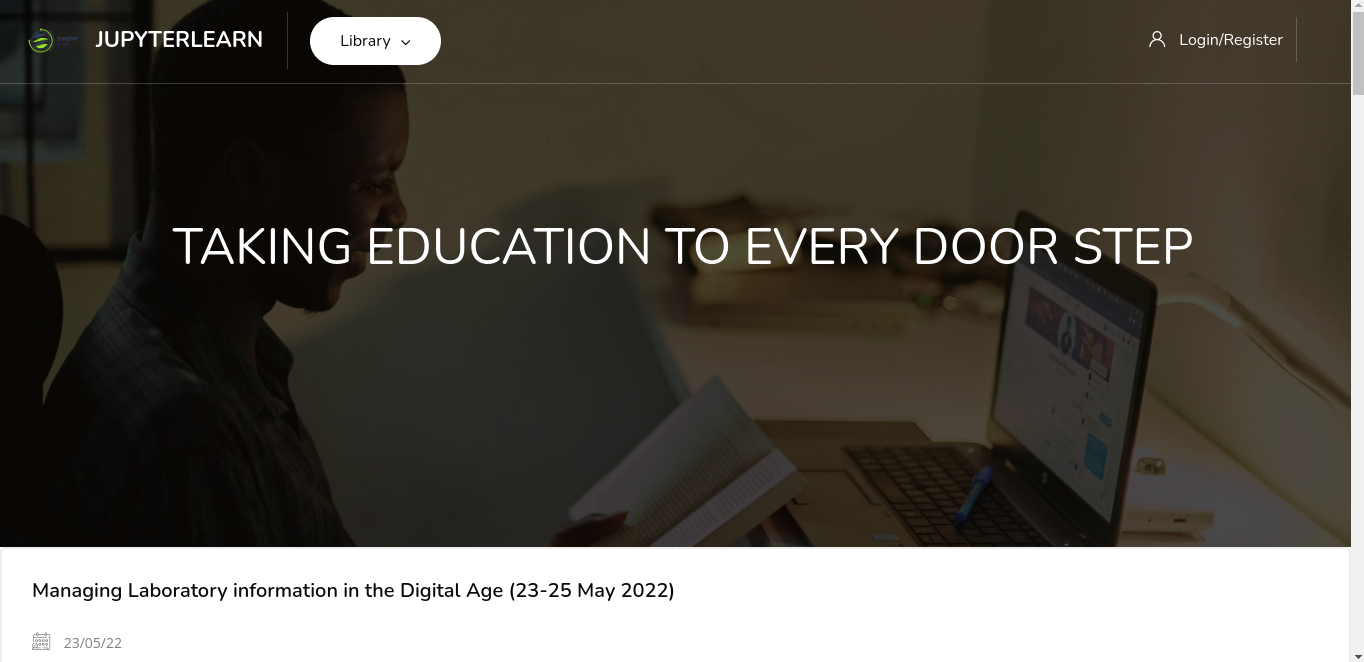 JUPYTERLEARN
Library
Login/Register
TAKING EDUCATION TO EVERY DOOR STEP
Managing Laboratory information in the Digital Age (23-25 May 2022)
23/05/22